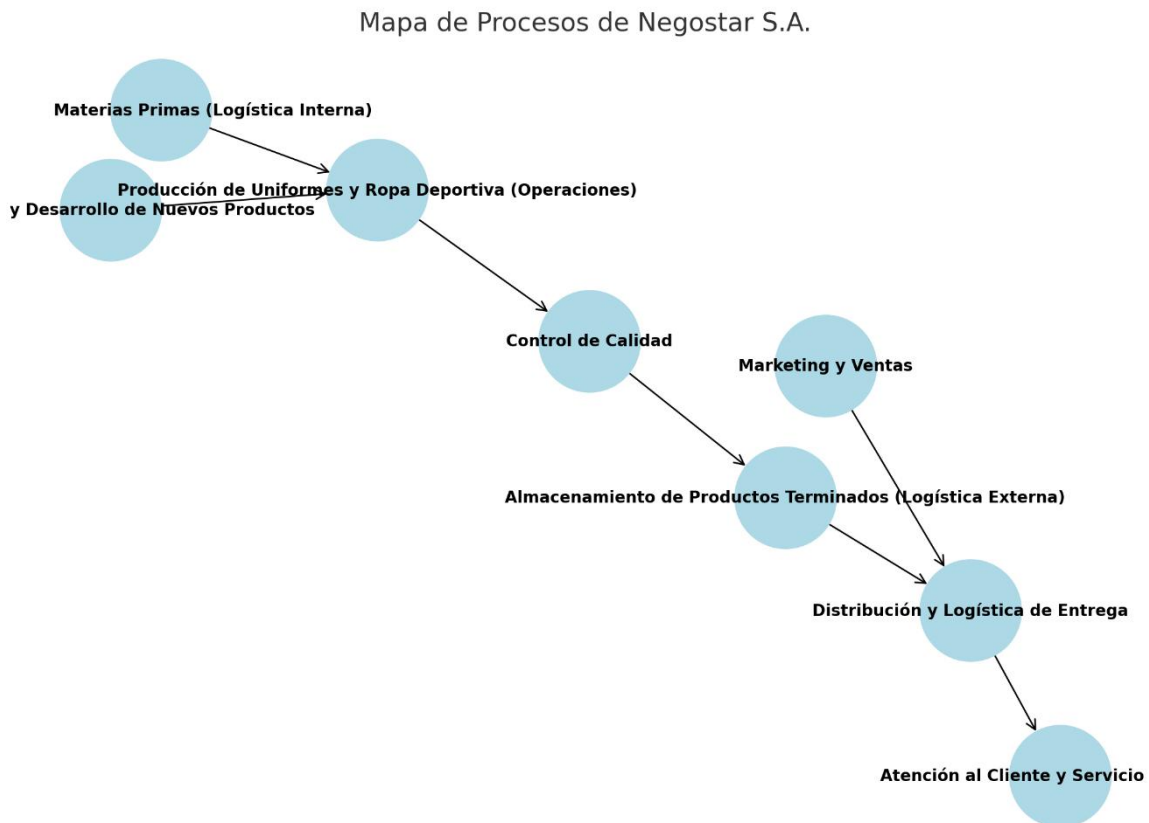 Mapa de Procesos de Negostar S.A.
Materias Primas (Logística Interna)
Producción de Uniformes y Ropa Deportiva (Operaciones)
y Desarrollo de Nuevos Productos
Control de Calidad
Marketing y Ventas
Almacenamiento de Productos Terminados (Logística Externa)
Distribución y Logística de Entrega
Atención al Cliente y Servicio